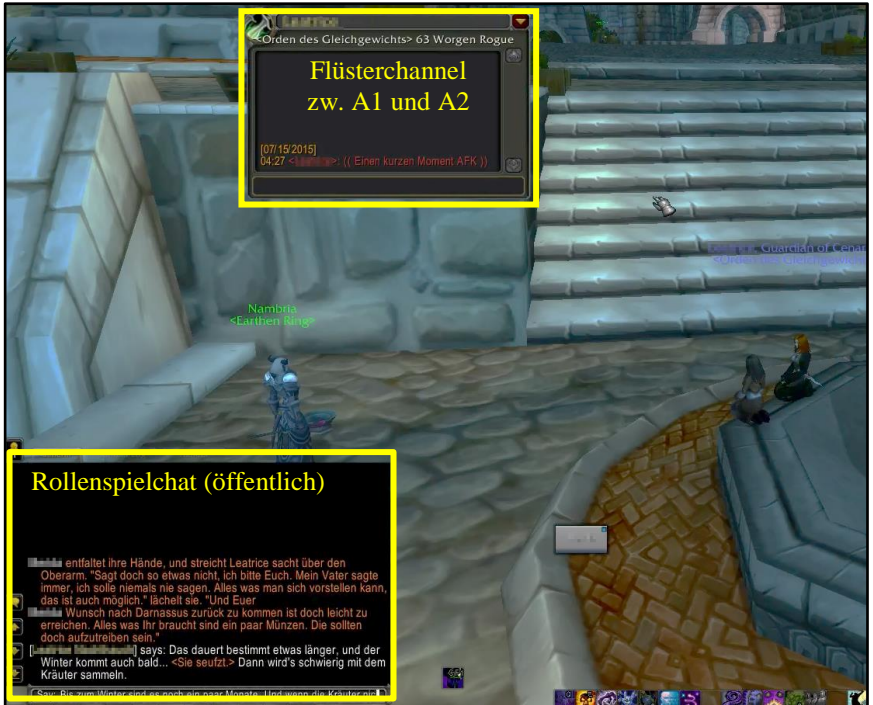 <Orden des Gleichgewichts> 63 Worgen Rogue
Flüsterchannel
zw. A1 und A2
[07/15/2015]
04:27 < >: (( Einen kurzen Moment AFK ))
Guardian of Cenar
<Orden des Gleichgewich
Nambria
<Earthen Ring>
Rollenspielchat (öffentlich)
entfaltet ihre Hände, und streicht Leatrice sacht über den
Oberarm. "Sagt doch so etwas nicht, ich bitte Euch. Mein Vater sagte
immer, ich solle niemals nie sagen. Alles was man sich vorstellen kann,
das ist auch möglich." lächelt sie. "Und Euer
Wunsch nach Darnassus zurück zu kommen ist doch leicht zu
erreichen. Alles was Ihr braucht sind ein paar Münzen. Die sollten
doch aufzutreiben sein."
[ ] says: Das dauert bestimmt etwas länger, und der
Winter kommt auch bald... <Sie seufzt.> Dann wird's schwierig mit dem
Kräuter sammeln.
Say: Bis zum Winter sind es noch ein paar Monate. Und wenn die Kräuter nic